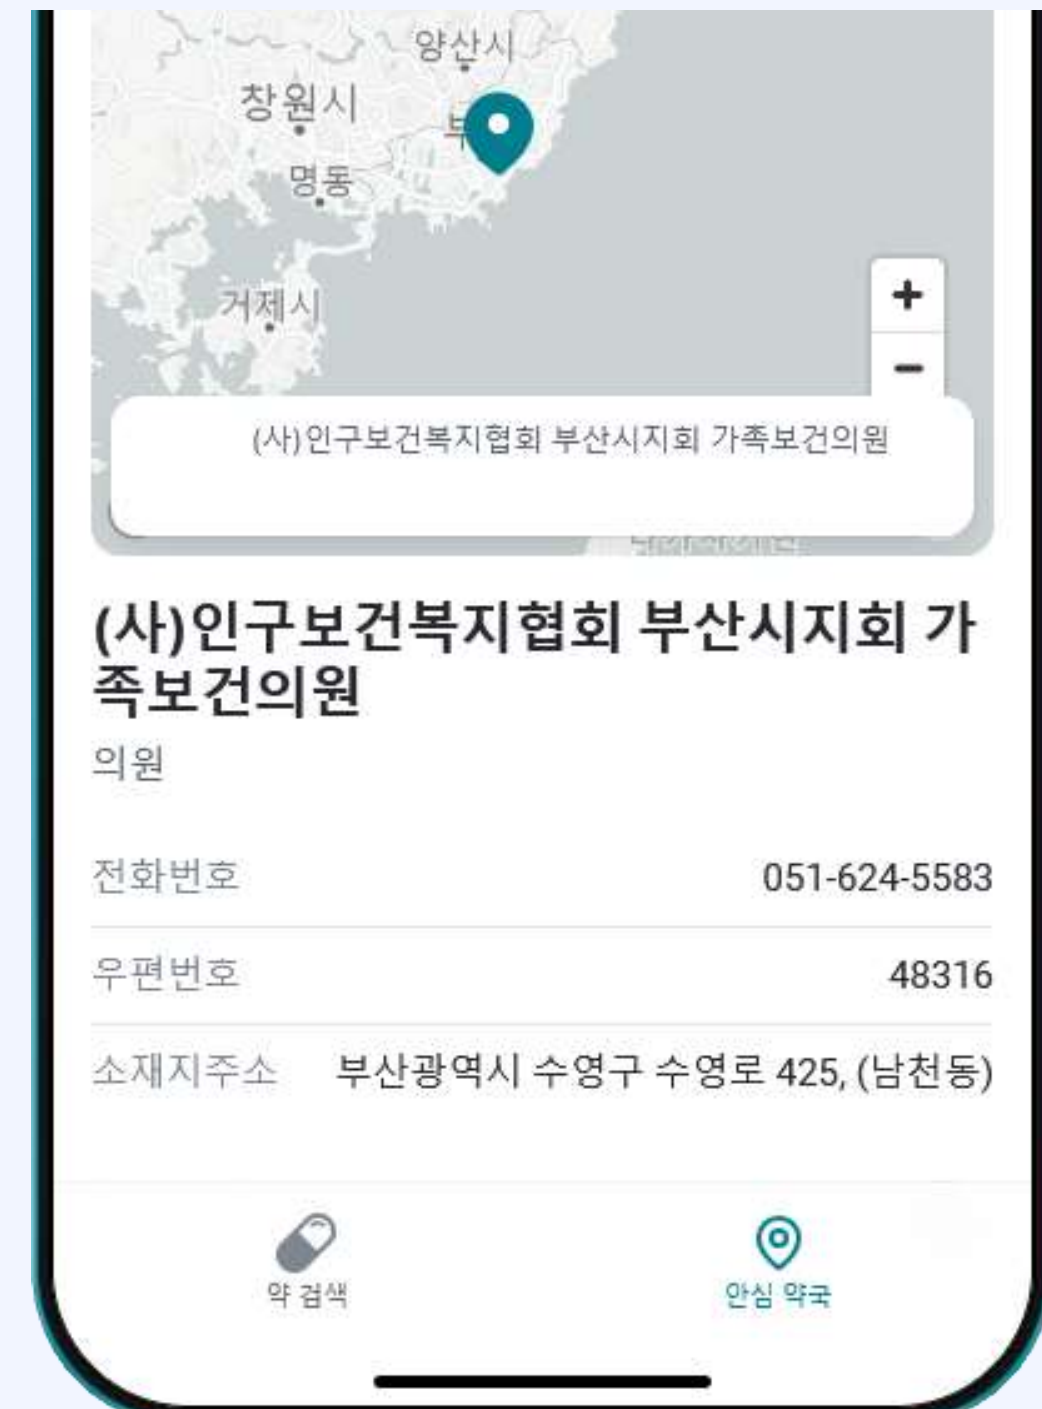 양산시
창원시
부
명동
거제시
+
−
(사)인구보건복지협회 부산시지회 가족보건의원
(사)인구보건복지협회 부산시지회 가
족보건의원
의원
전화번호 051-624-5583
우편번호 48316
소재지주소 부산광역시 수영구 수영로 425, (남천동)
약 검색 안심 약국